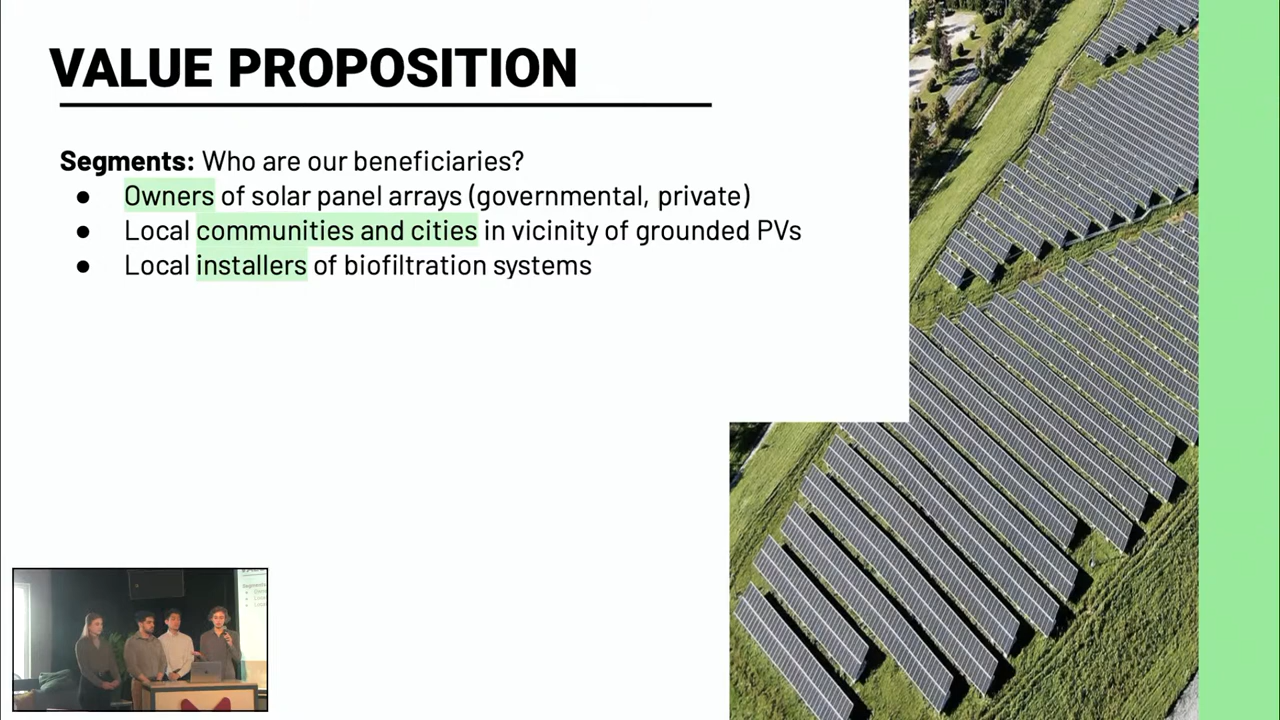 VALUE PROPOSITION
Segments: Who are our beneficiaries?
● Owners of solar panel arrays (governmental, private)
● Local communities and cities in vicinity of grounded PVs
● Local installers of biofiltration systems